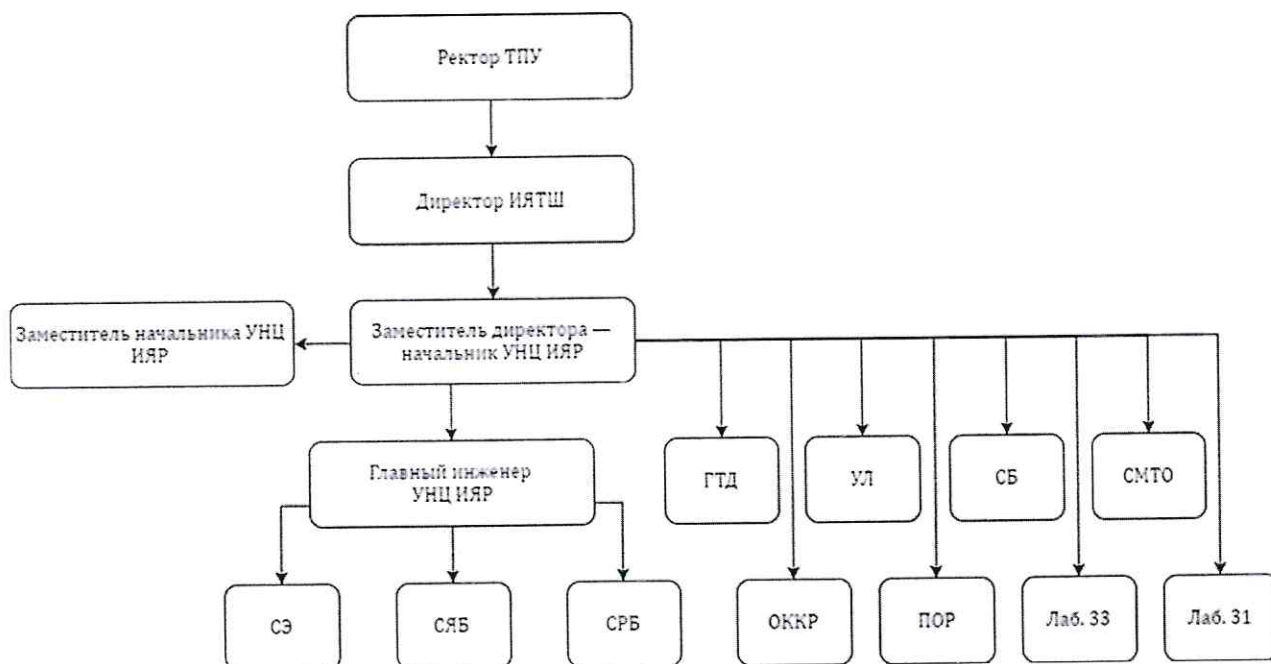 Ректор ТПУ
Директор ИЯТШ
Заместитель начальника УНЦ
ИЯР
Заместитель директора —
начальник УНЦ ИЯР
Главный инженер
УНЦ ИЯР
ГТД
УЛ
СБ
СМТО
СЭ
СЯБ
СРБ
ОККР
ПОР
Лаб. 33
Лаб. 31